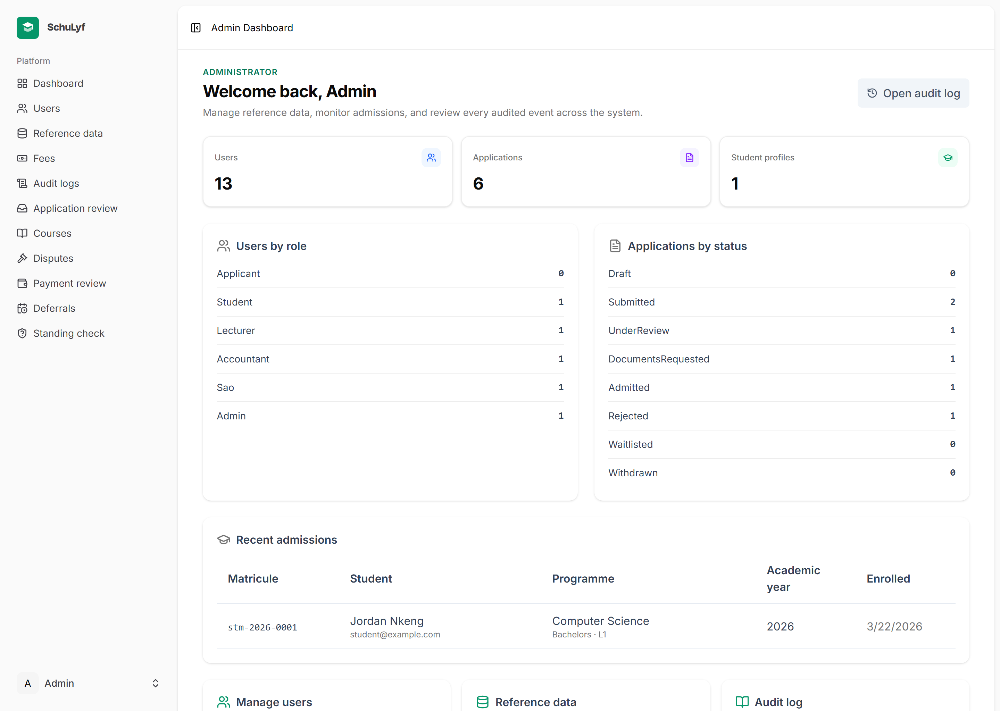 SchuLyf
Platform
Dashboard
Users
Reference data
Fees
Audit logs
Application review
Courses
Disputes
Payment review
Deferrals
Standing check
A Admin
Admin Dashboard
ADMINISTRATOR
Welcome back, Admin
Manage reference data, monitor admissions, and review every audited event across the system.
Open audit log
Users
13
Applications
6
Student profiles
1
Users by role
Applicant 0
Student 1
Lecturer 1
Accountant 1
Sao 1
Admin 1
Applications by status
Draft 0
Submitted 2
UnderReview 1
DocumentsRequested 1
Admitted 1
Rejected 1
Waitlisted 0
Withdrawn 0
Recent admissions
Matricule Student Programme Academic year Enrolled
stm-2026-0001 Jordan Nkeng Computer Science 2026 3/22/2026
student@example.com Bachelors · L1
Manage users
Reference data
Audit log